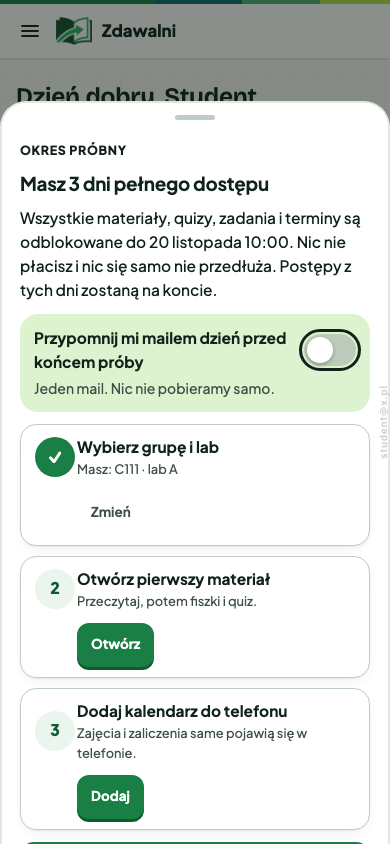 Zdawalni
Dzień dobry, Student
OKRES PRÓBNY
Masz 3 dni pełnego dostępu
Wszystkie materiały, quizy, zadania i terminy są
odblokowane do 20 listopada 10:00. Nic nie
płacisz i nic się samo nie przedłuża. Postępy z
tych dni zostaną na koncie.
Przypomnij mi mailem dzień przed
końcem próby
Jeden mail. Nic nie pobieramy samo.
Wybierz grupę i lab
Masz: C111 · lab A
Zmień
2
Otwórz pierwszy materiał
Przeczytaj, potem fiszki i quiz.
Otwórz
3
Dodaj kalendarz do telefonu
Zajęcia i zaliczenia same pojawią się w
telefonie.
Dodaj
student@x.pl